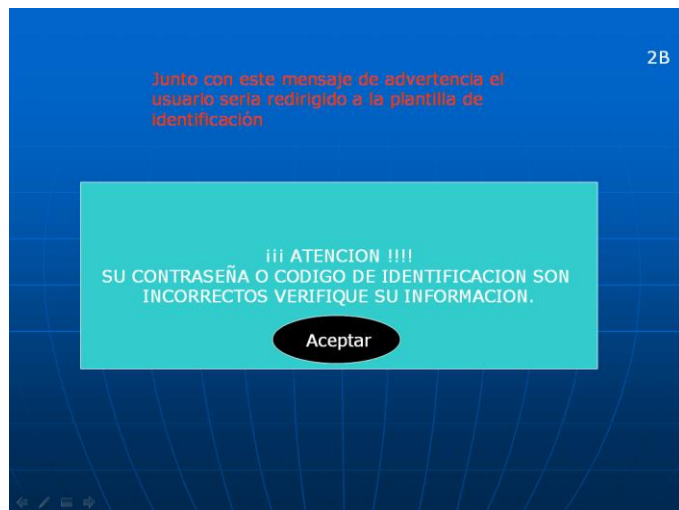 2B
Junto con este mensaje de advertencia el
usuario seria redirigido a la plantilla de
identificación
¡¡¡ ATENCION !!!!
SU CONTRASEÑA O CODIGO DE IDENTIFICACION SON
INCORRECTOS VERIFIQUE SU INFORMACION.
Aceptar